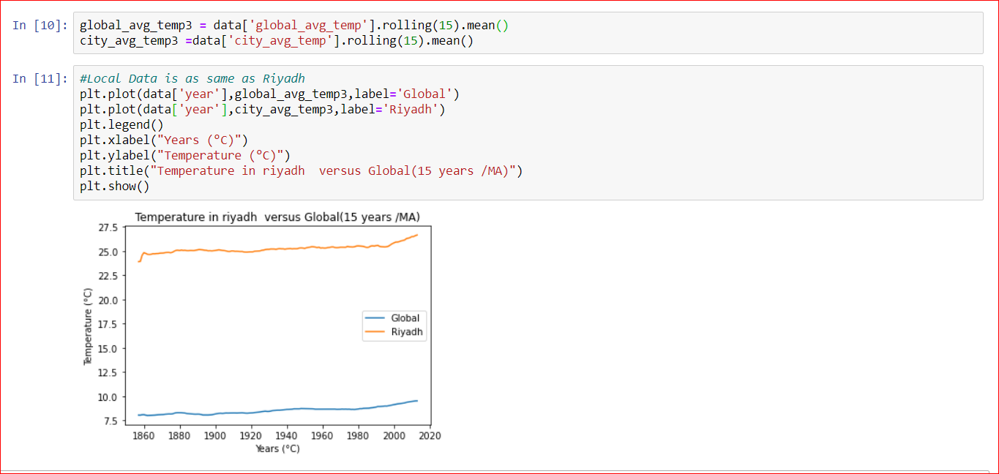 In [10]: global_avg_temp3 = data['global_avg_temp'].rolling(15).mean()
city_avg_temp3 =data['city_avg_temp'].rolling(15).mean()
In [11]: #Local Data is as same as Riyadh
plt.plot(data['year'],global_avg_temp3,label='Global')
plt.plot(data['year'],city_avg_temp3,label='Riyadh')
plt.legend()
plt.xlabel("Years (°C)")
plt.ylabel("Temperature (°C)")
plt.title("Temperature in riyadh  versus Global(15 years /MA)")
plt.show()
Temperature in riyadh  versus Global(15 years /MA)
27.5
25.0
22.5
20.0
17.5
15.0
12.5
10.0
7.5
Temperature (°C)
Global
Riyadh
1860 1880 1900 1920 1940 1960 1980 2000 2020
Years (°C)